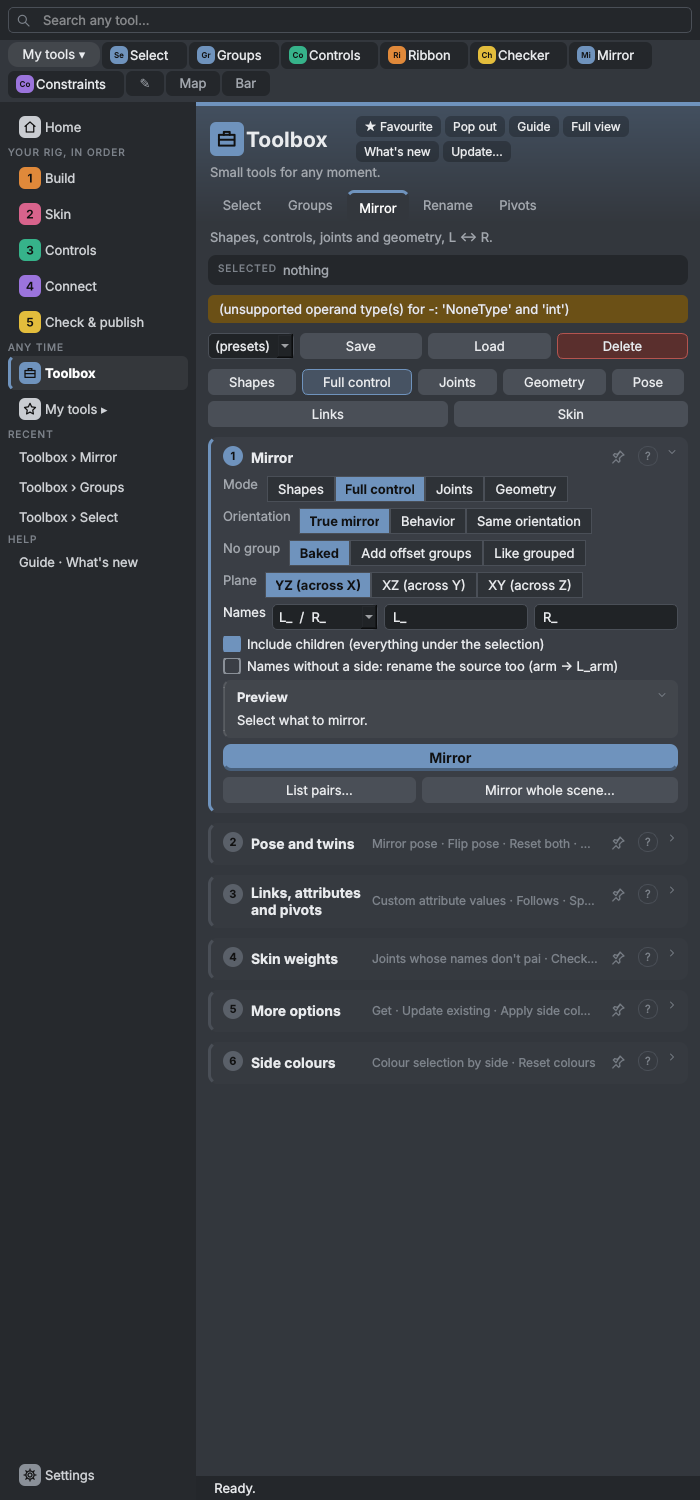 Search any tool...
My tools ▾ Se Select Gr Groups Co Controls Ri Ribbon Ch Checker Mi Mirror
Co Constraints ✎ Map Bar
Home
YOUR RIG, IN ORDER
1 Build
2 Skin
3 Controls
4 Connect
5 Check & publish
ANY TIME
Toolbox
My tools ▸
RECENT
Toolbox › Mirror
Toolbox › Groups
Toolbox › Select
HELP
Guide · What's new
Settings
Toolbox
★ Favourite Pop out Guide Full view
What's new Update...
Small tools for any moment.
Select Groups Mirror Rename Pivots
Shapes, controls, joints and geometry, L ↔ R.
SELECTED nothing
(unsupported operand type(s) for -: 'NoneType' and 'int')
(presets) Save Load Delete
Shapes Full control Joints Geometry Pose
Links Skin
1 Mirror ?
Mode Shapes Full control Joints Geometry
Orientation True mirror Behavior Same orientation
No group Baked Add offset groups Like grouped
Plane YZ (across X) XZ (across Y) XY (across Z)
Names L_ / R_ L_ R_
Include children (everything under the selection)
Names without a side: rename the source too (arm → L_arm)
Preview
Select what to mirror.
Mirror
List pairs... Mirror whole scene...
2 Pose and twins Mirror pose · Flip pose · Reset both · ... ?
3 Links, attributes
and pivots Custom attribute values · Follows · Sp... ?
4 Skin weights Joints whose names don't pai · Check... ?
5 More options Get · Update existing · Apply side col... ?
6 Side colours Colour selection by side · Reset colours ?
Ready.